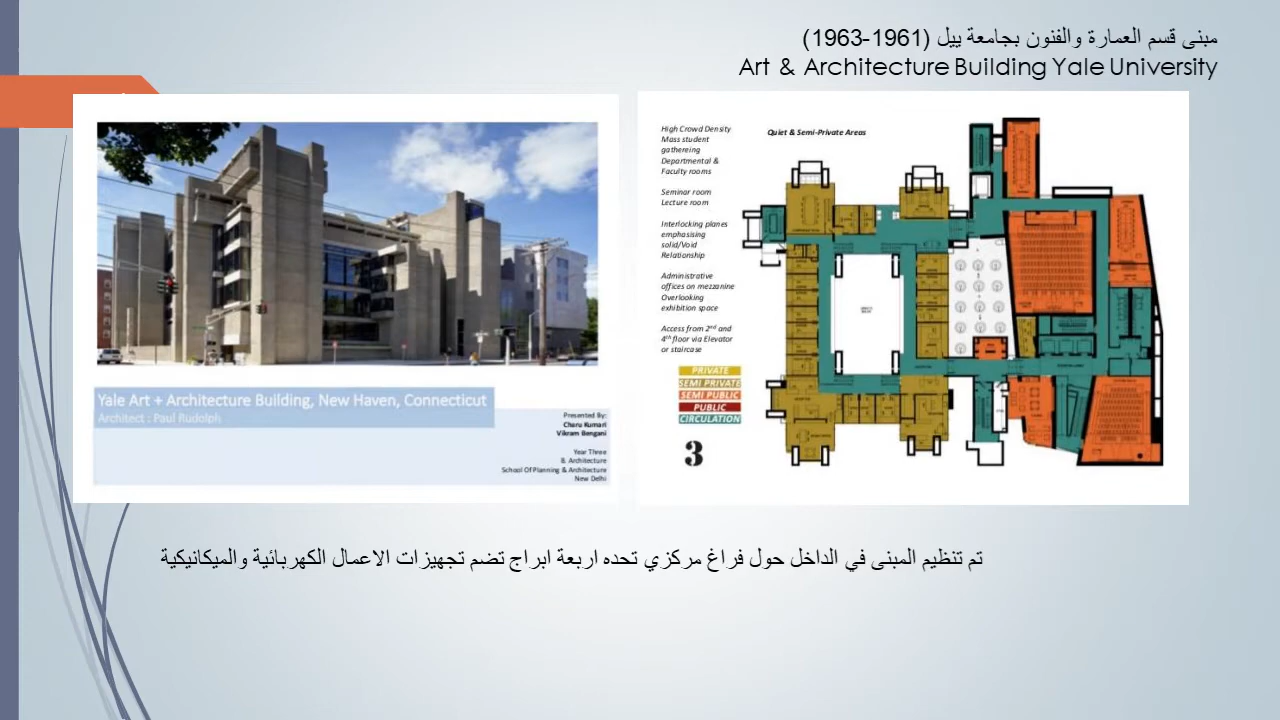 مبنى قسم العمارة والفنون بجامعة ييل (1961-1963)
Art & Architecture Building Yale University
Yale Art + Architecture Building, New Haven, Connecticut
Architect : Paul Rudolph
Presented By:
Charu Kumari
Vikram Bengani
Year Three
B. Architecture
School Of Planning & Architecture
New Delhi
High Crowd Density
Mass student
gathereing
Departmental &
Faculty rooms
Seminar room
Lecture room
Interlocking planes
emphasising
solid/Void
Relationship
Administrative
offices on mezzanine
Overlooking
exhibition space
Access from 2nd and
4th floor via Elevator
or staircase
Quiet & Semi-Private Areas
PRIVATE
SEMI PRIVATE
SEMI PUBLIC
PUBLIC
CIRCULATION
3
تم تنظيم المبنى في الداخل حول فراغ مركزي تحده اربعة ابراج تضم تجهيزات الاعمال الكهربائية والميكانيكية